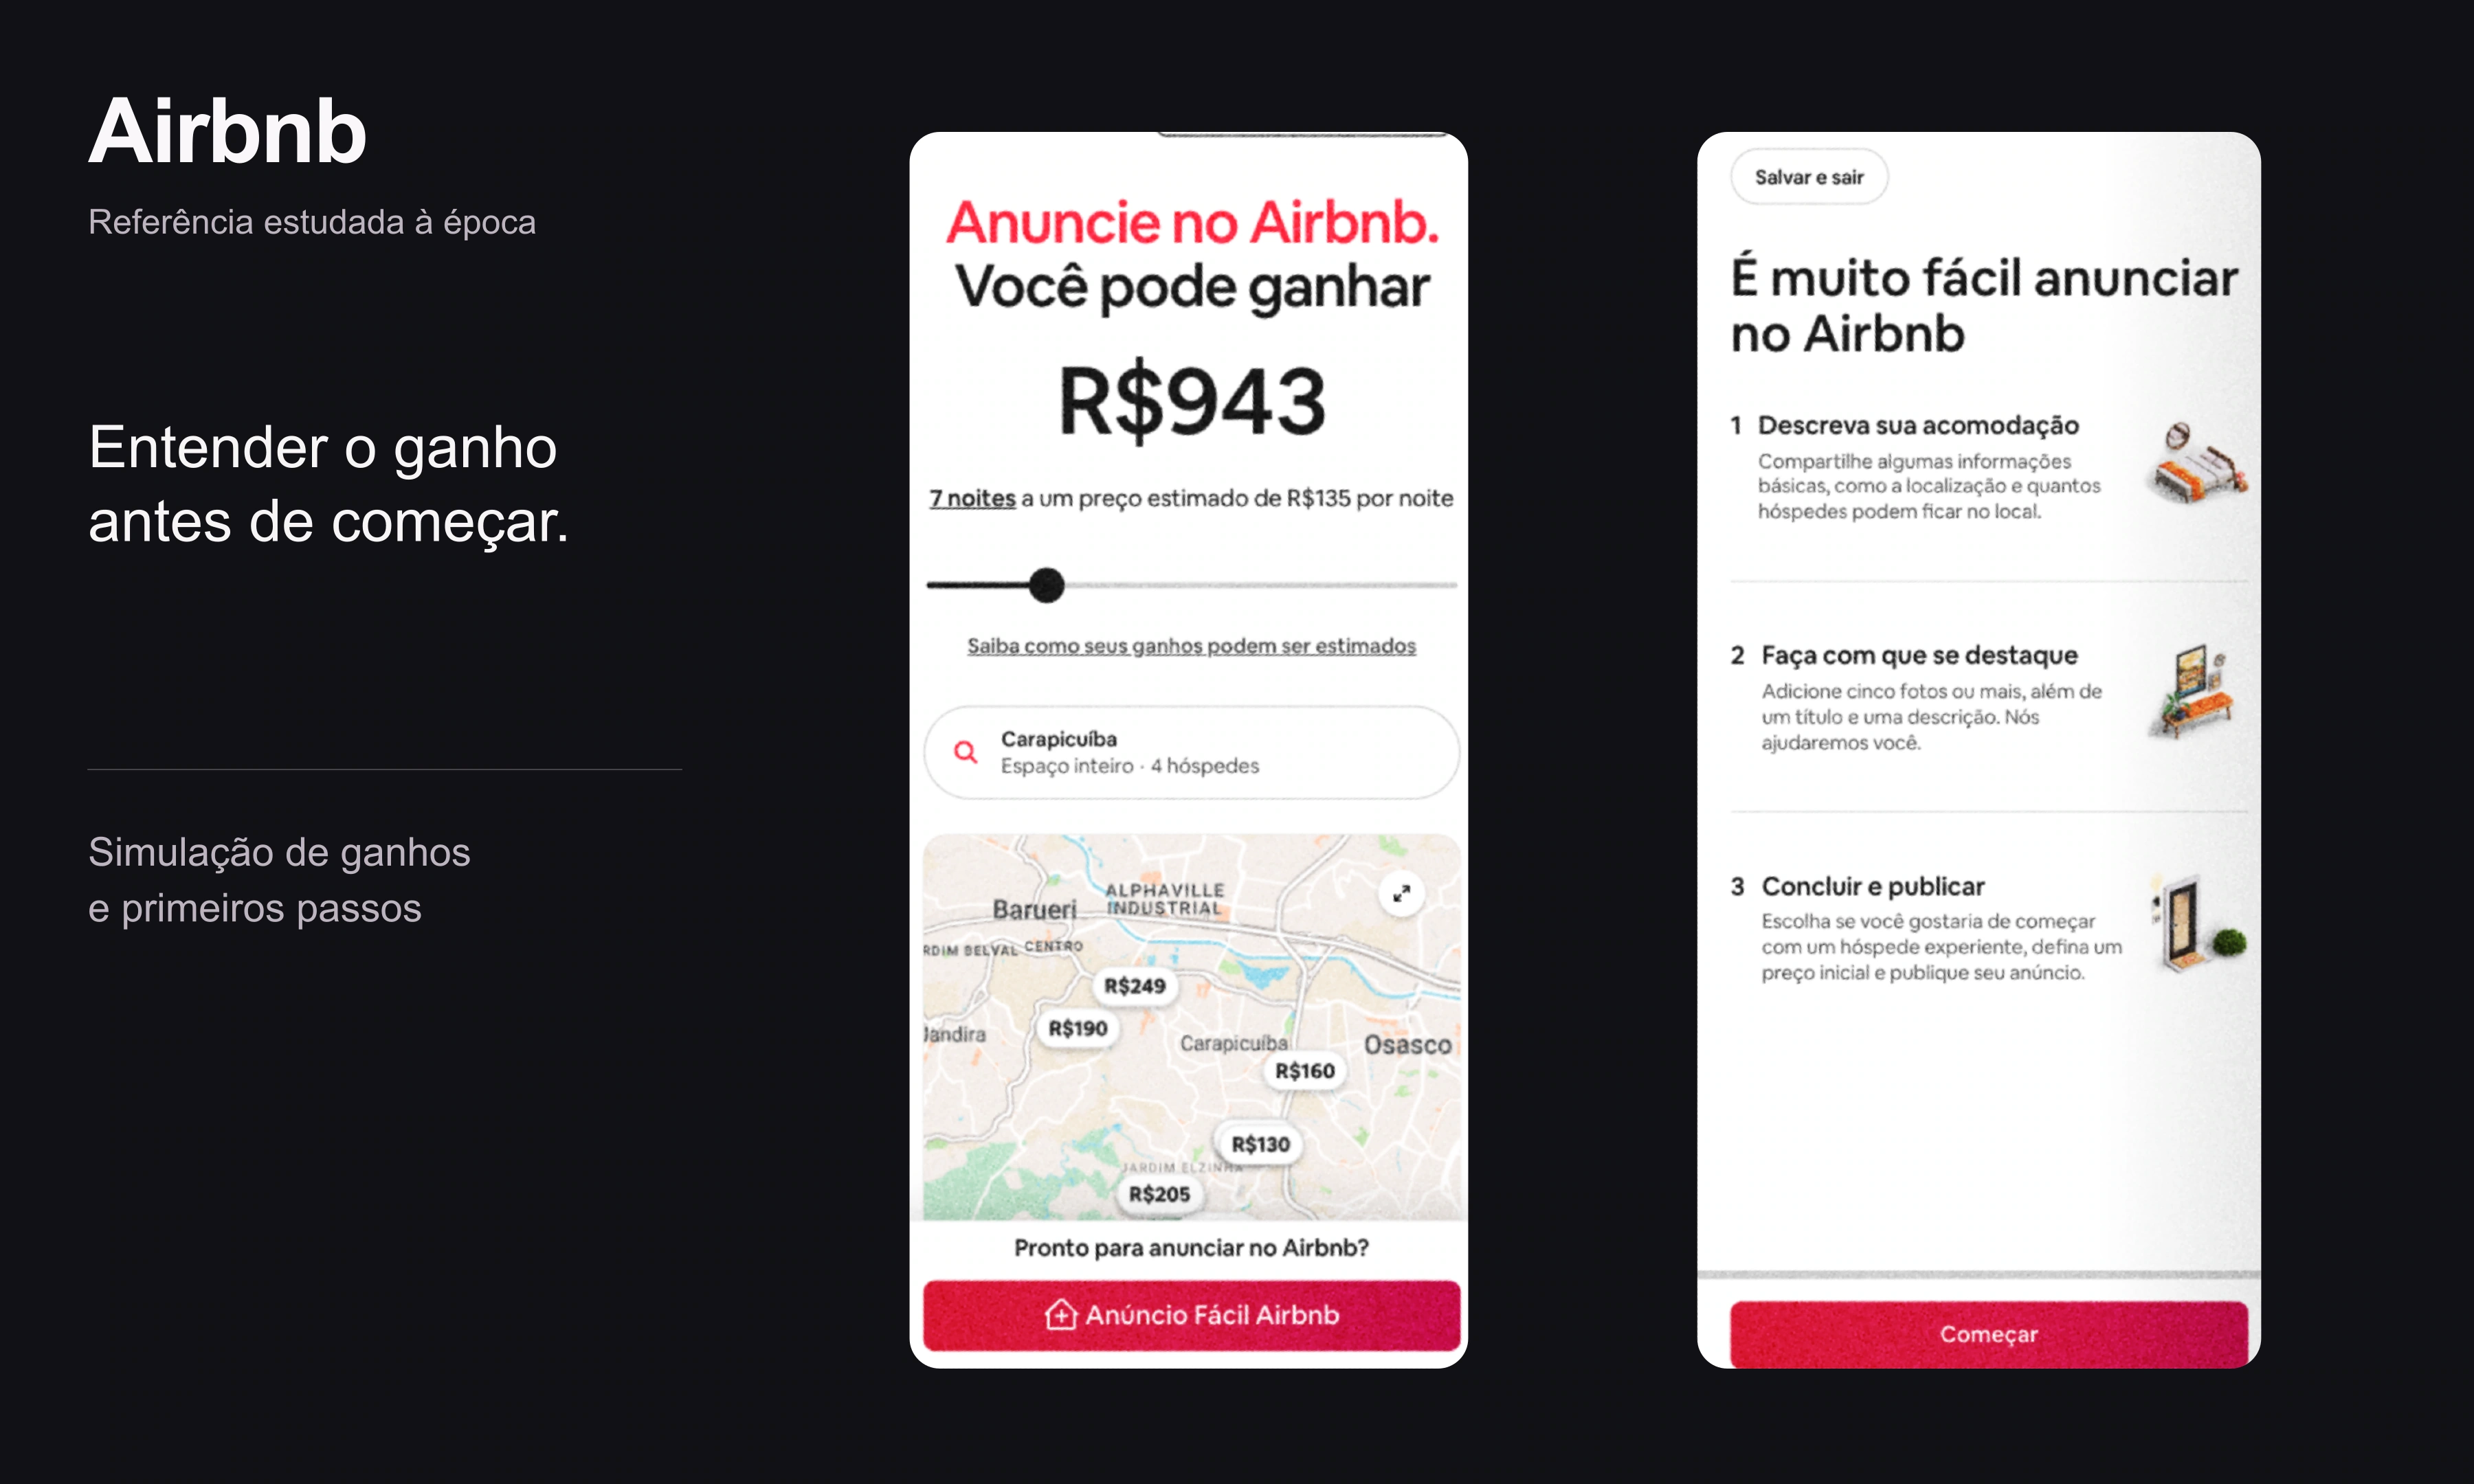 Airbnb
Referência estudada à época
Entender o ganho
antes de começar.
Simulação de ganhos
e primeiros passos
Anuncie no Airbnb.
Você pode ganhar
R$943
7 noites a um preço estimado de R$135 por noite
Saiba como seus ganhos podem ser estimados
Carapicuíba
Espaço inteiro · 4 hóspedes
ALPHAVILLE
INDUSTRIAL
Barueri
CENTRO
RDIM BELVAL
R$249
R$190
Jandira
Carapicuíba
Osasco
R$160
R$130
JARDIM ELZINHA
R$205
Pronto para anunciar no Airbnb?
Anúncio Fácil Airbnb
Salvar e sair
É muito fácil anunciar
no Airbnb
1 Descreva sua acomodação
Compartilhe algumas informações
básicas, como a localização e quantos
hóspedes podem ficar no local.
2 Faça com que se destaque
Adicione cinco fotos ou mais, além de
um título e uma descrição. Nós
ajudaremos você.
3 Concluir e publicar
Escolha se você gostaria de começar
com um hóspede experiente, defina um
preço inicial e publique seu anúncio.
Começar